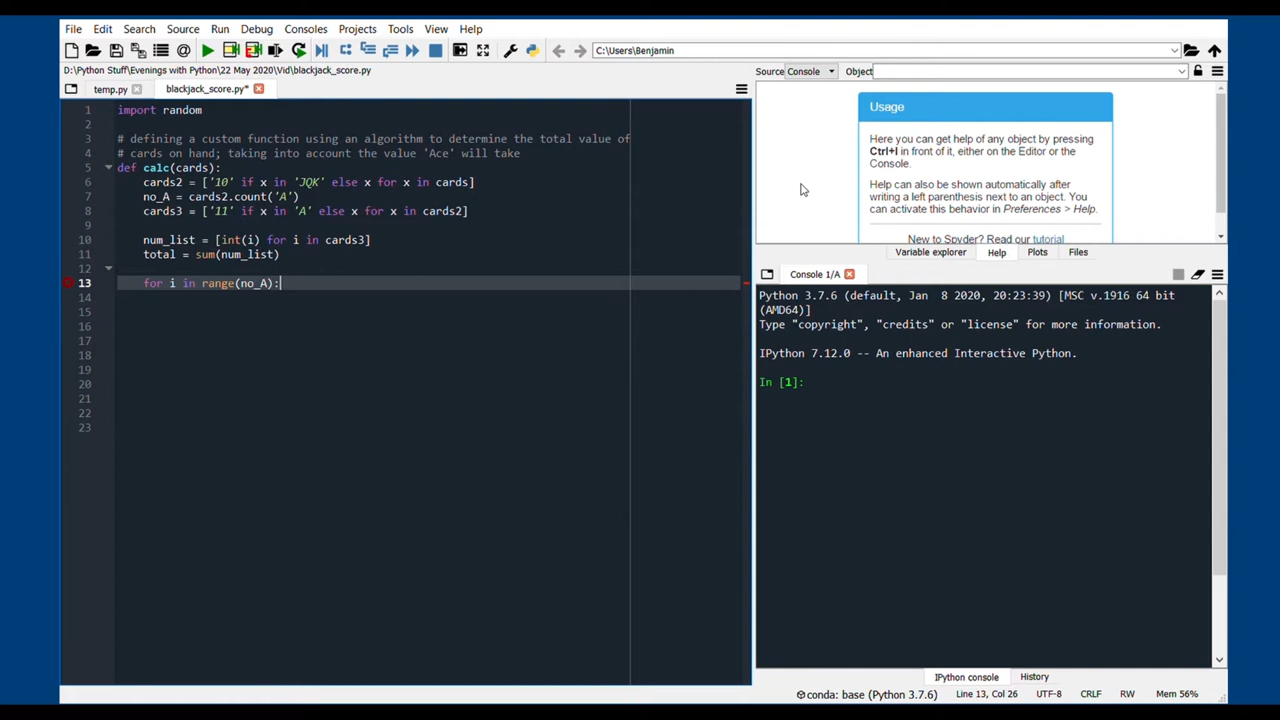 File Edit Search Source Run Debug Consoles Projects Tools View Help
C:\Users\Benjamin
D:\Python Stuff\Evenings with Python\22 May 2020\Vid\blackjack_score.py
temp.py blackjack_score.py*
1 import random
2
3 # defining a custom function using an algorithm to determine the total value of
4 # cards on hand; taking into account the value 'Ace' will take
5 def calc(cards):
6 cards2 = ['10' if x in 'JQK' else x for x in cards]
7 no_A = cards2.count('A')
8 cards3 = ['11' if x in 'A' else x for x in cards2]
9
10 num_list = [int(i) for i in cards3]
11 total = sum(num_list)
12
13 for i in range(no_A):
14
15
16
17
18
19
20
21
22
23
Source Console Object
Usage
Here you can get help of any object by pressing
Ctrl+I in front of it, either on the Editor or the
Console.
Help can also be shown automatically after
writing a left parenthesis next to an object. You
can activate this behavior in Preferences > Help.
New to Spyder? Read our tutorial
Variable explorer Help Plots Files
Console 1/A
Python 3.7.6 (default, Jan 8 2020, 20:23:39) [MSC v.1916 64 bit
(AMD64)]
Type "copyright", "credits" or "license" for more information.
IPython 7.12.0 -- An enhanced Interactive Python.
In [1]:
IPython console History
conda: base (Python 3.7.6) Line 13, Col 26 UTF-8 CRLF RW Mem 56%